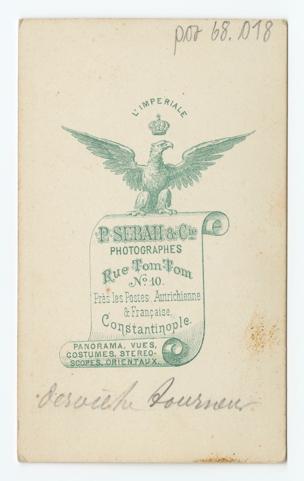 por 68.018
L'IMPERIALE
P. SEBAH & Cie
PHOTOGRAPHES
Rue Tom-Tom
No. 10.
Près les Postes Autrichienne
& Française,
Constantinople.
PANORAMA, VUES,
COSTUMES, STEREO-
SCOPES, ORIENTAUX.
derviche tourneur